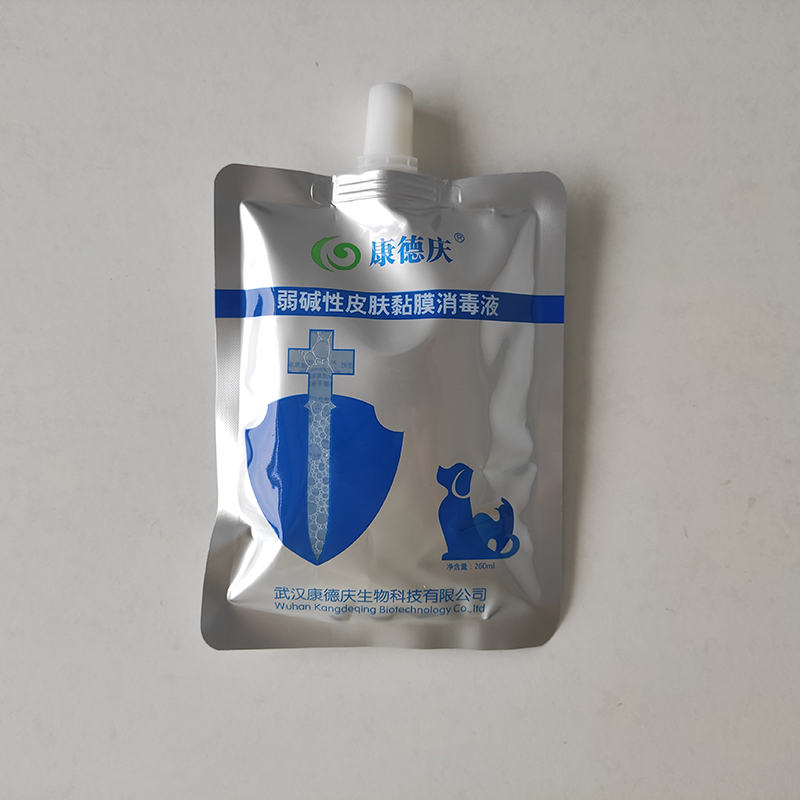 康德庆®
弱碱性皮肤黏膜消毒液
净含量：260ml
武汉康德庆生物科技有限公司
Wuhan Kangdeqing Biotechnology Co.,ltd